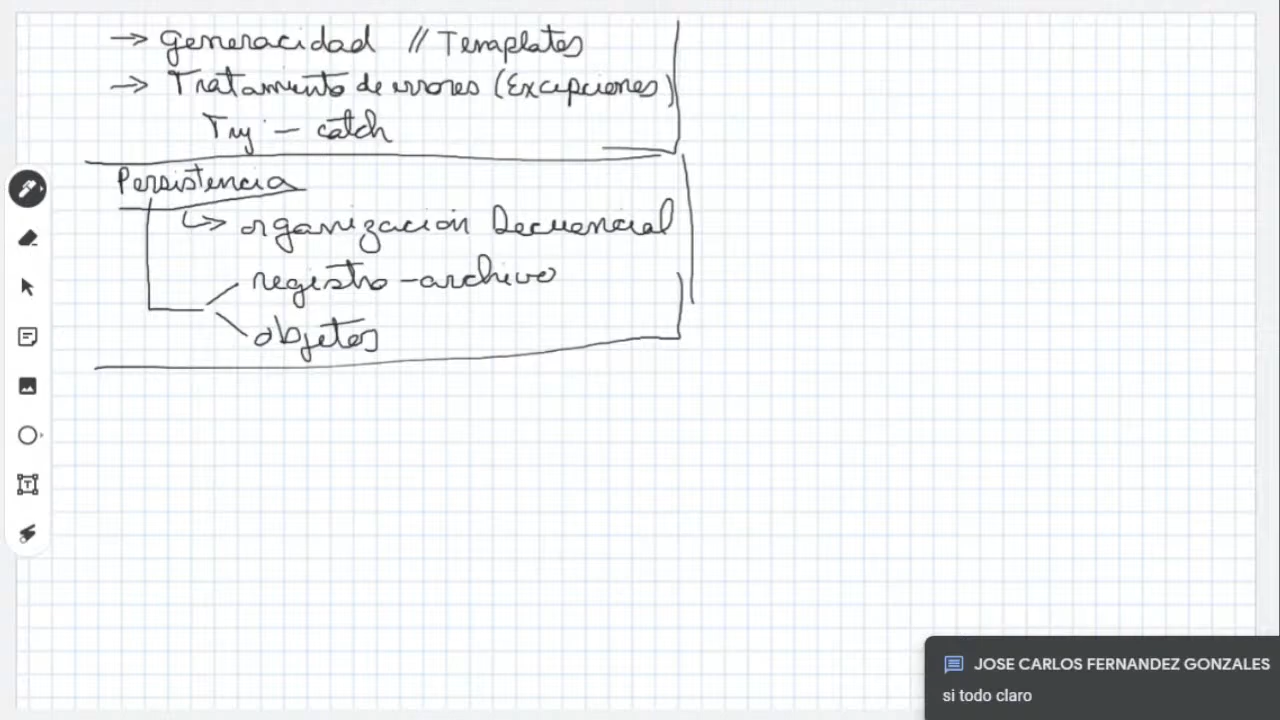 → Generacidad // Templates
→ Tratamiento de errores (Excepciones)
Try - catch
Persistencia
↳ organización Secuencial
registro - archivo
objetos
JOSE CARLOS FERNANDEZ GONZALES
si todo claro